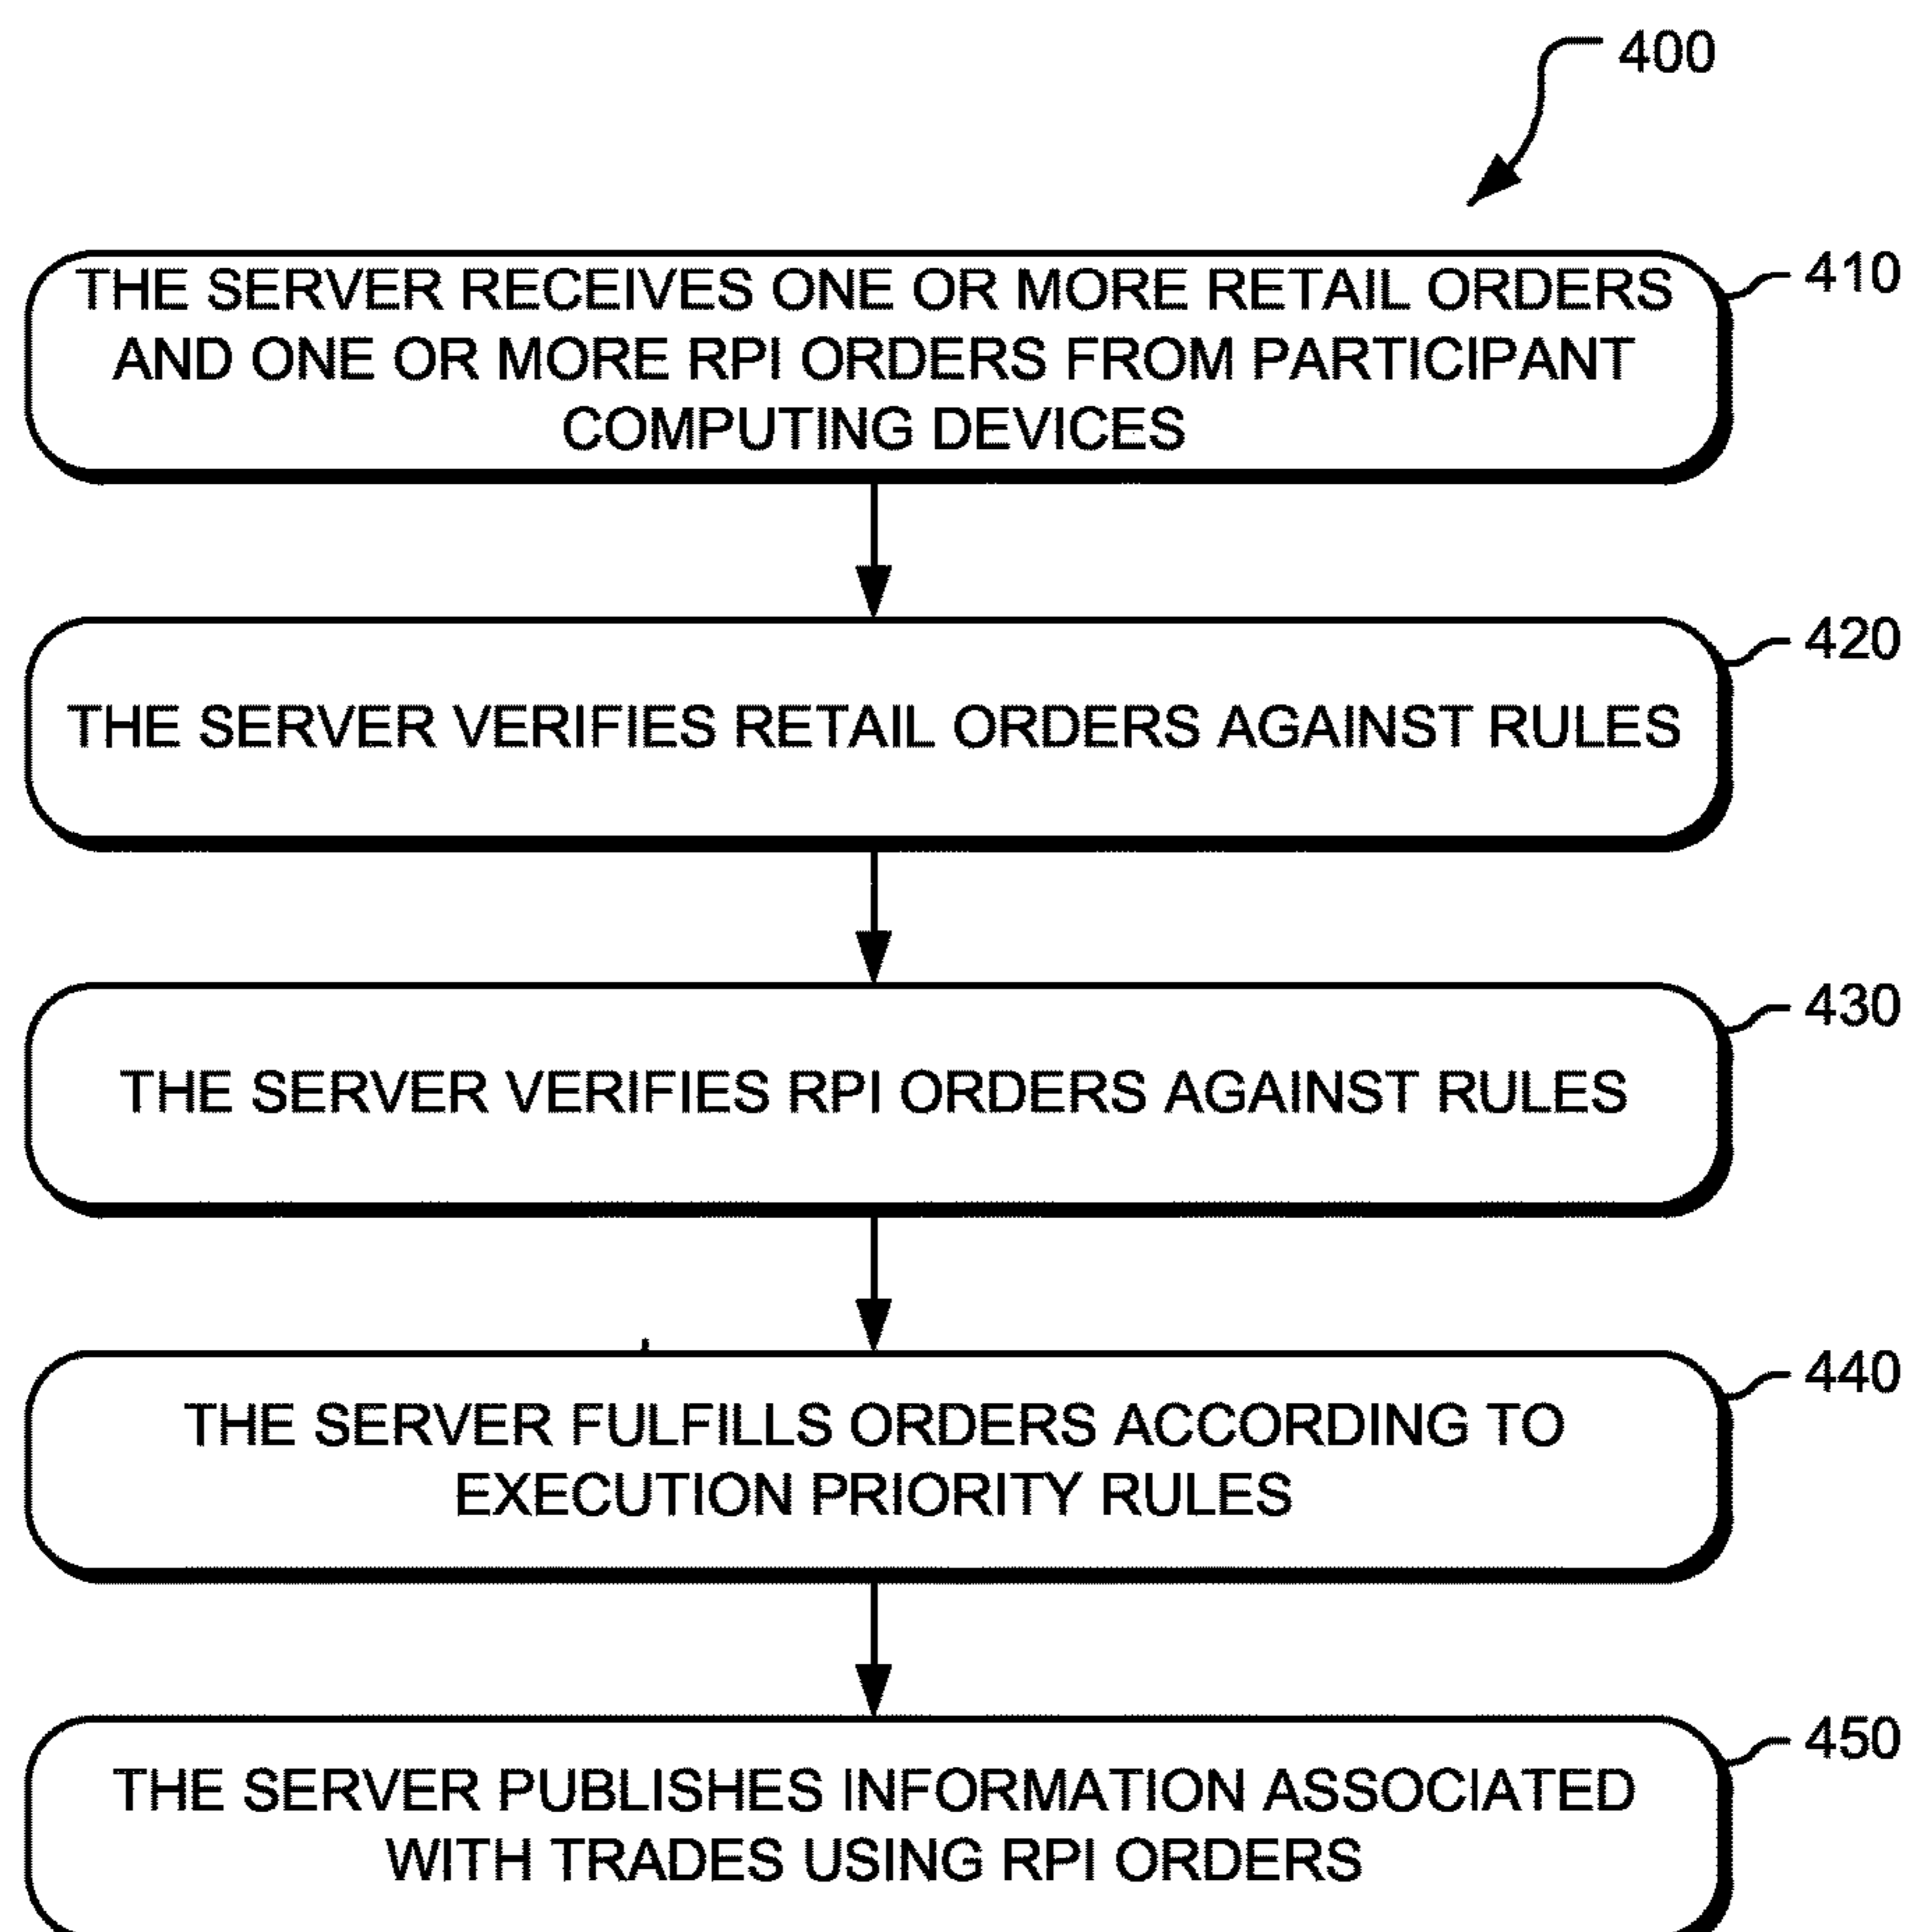 400
THE SERVER RECEIVES ONE OR MORE RETAIL ORDERS
AND ONE OR MORE RPI ORDERS FROM PARTICIPANT
COMPUTING DEVICES
410
THE SERVER VERIFIES RETAIL ORDERS AGAINST RULES
420
THE SERVER VERIFIES RPI ORDERS AGAINST RULES
430
THE SERVER FULFILLS ORDERS ACCORDING TO
EXECUTION PRIORITY RULES
440
THE SERVER PUBLISHES INFORMATION ASSOCIATED
WITH TRADES USING RPI ORDERS
450